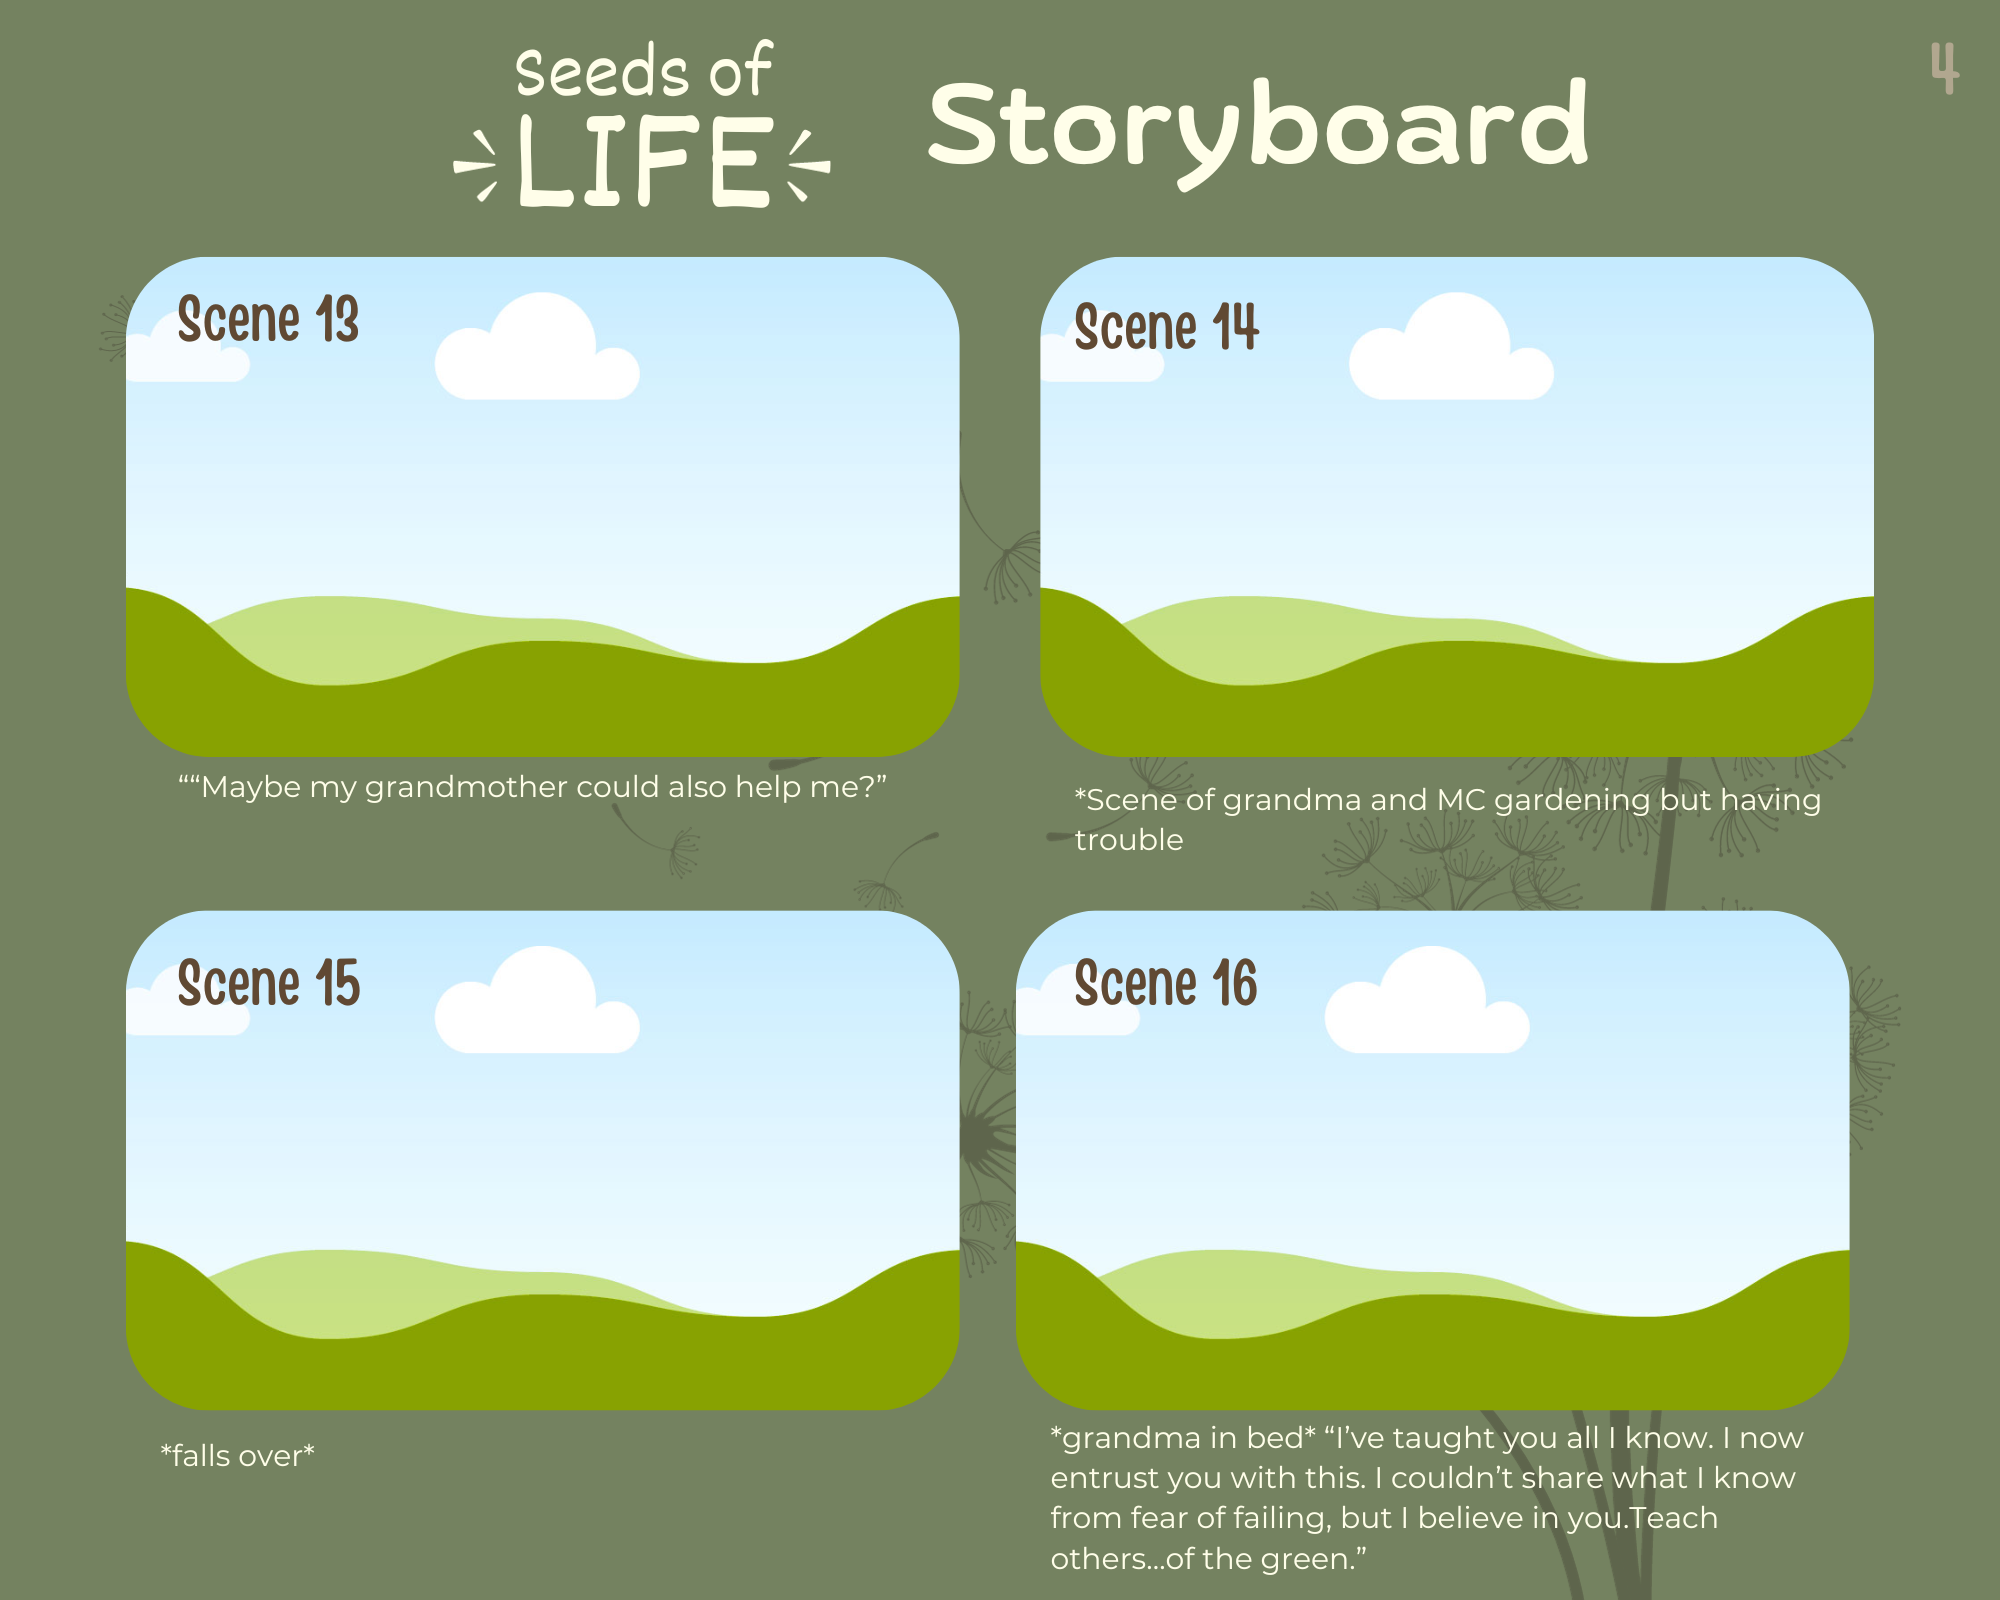 Seeds of
LIFE
Storyboard
4
Scene 13
““Maybe my grandmother could also help me?”
Scene 14
*Scene of grandma and MC gardening but having
trouble
Scene 15
*falls over*
Scene 16
*grandma in bed* “I’ve taught you all I know. I now
entrust you with this. I couldn’t share what I know
from fear of failing, but I believe in you.Teach
others...of the green.”